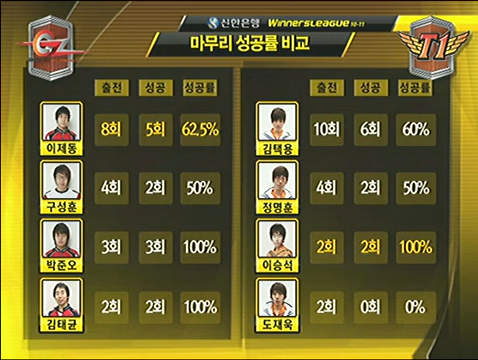 신한은행 WINNERSLEAGUE 10-11
마무리 성공률 비교
CZ
T1
출전 성공 성공률
이제동 8회 5회 62.5%
구성훈 4회 2회 50%
박준오 3회 3회 100%
김태균 2회 2회 100%
출전 성공 성공률
김택용 10회 6회 60%
정명훈 4회 2회 50%
이승석 2회 2회 100%
도재욱 2회 0회 0%